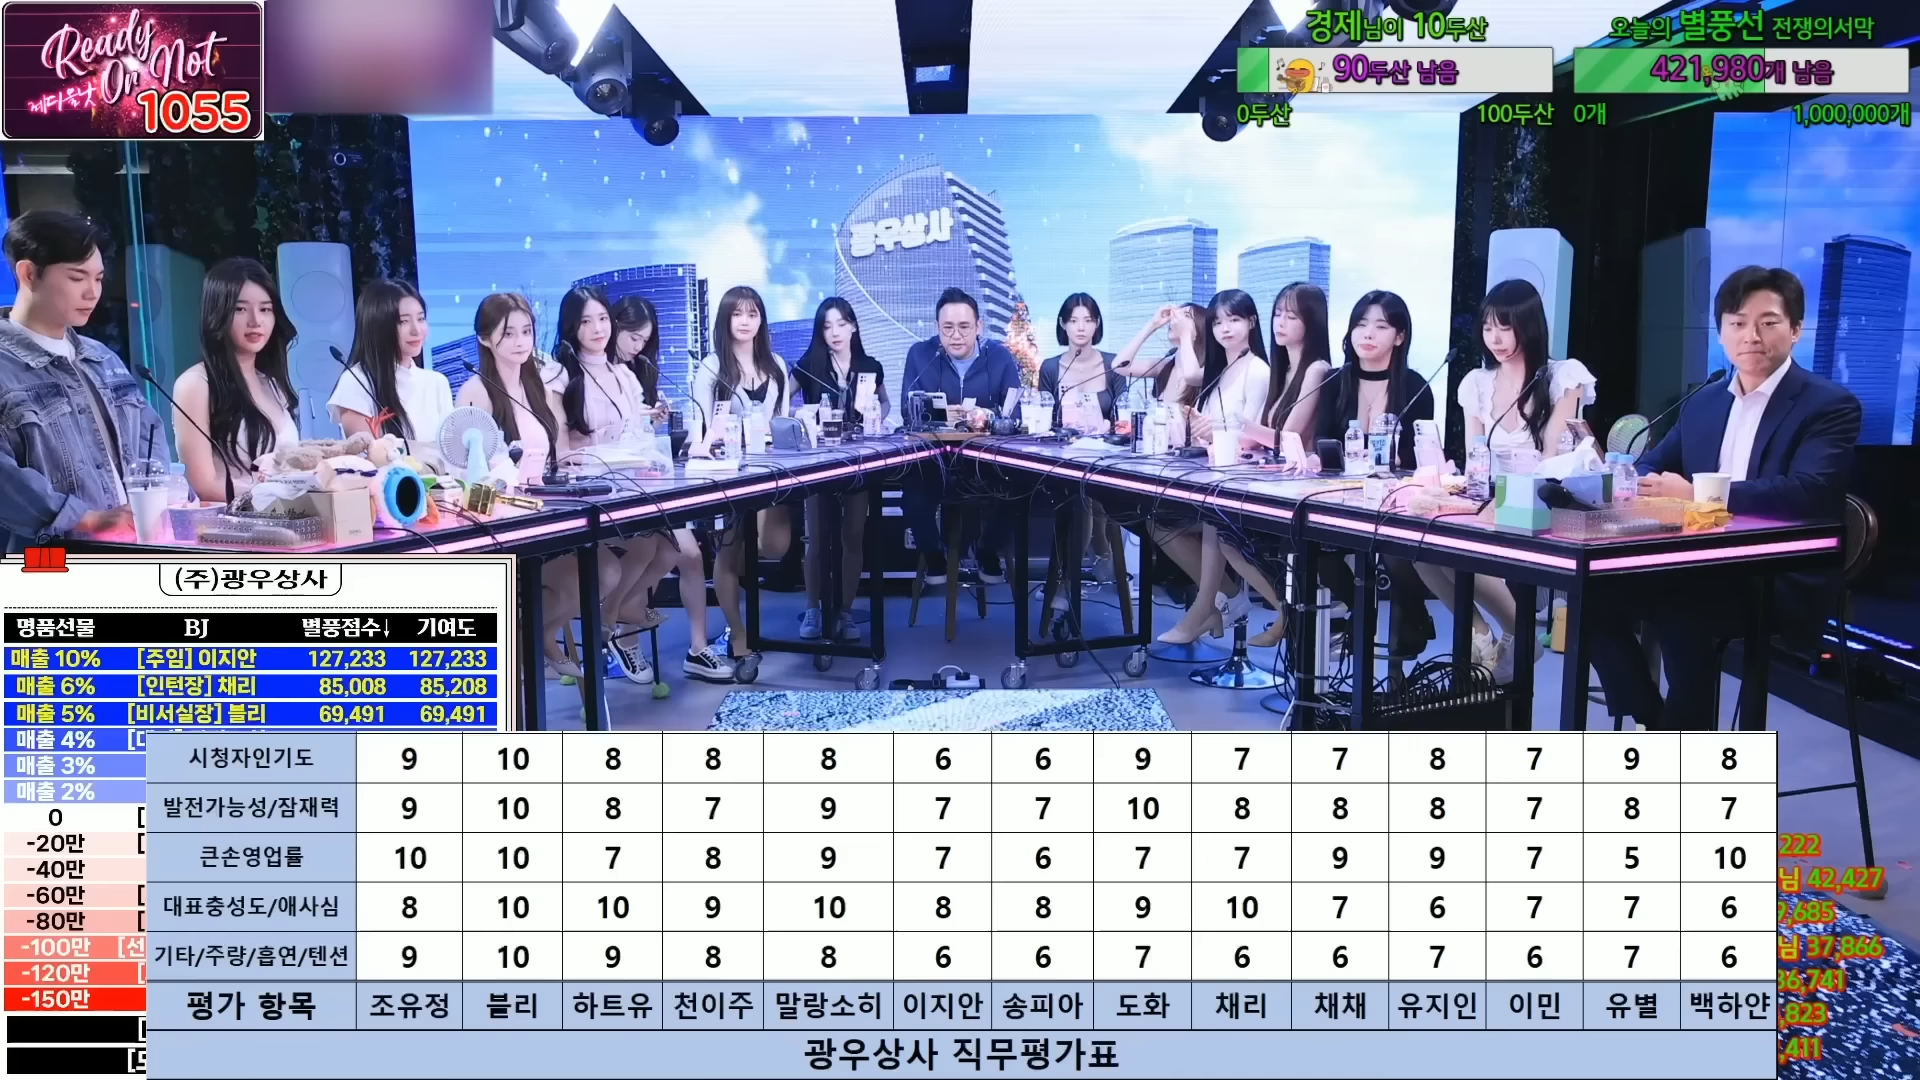 Ready
Or Not
제다올낫
1055
경제님이 10두산
90두산 남음
0두산
100두산
오늘의 별풍선 전쟁의서막
421,980개 남음
0개
1,000,000개
광우상사
(주)광우상사
명품선물 BJ 별풍점수↓ 기여도
매출 10% [주임] 이지안 127,233 127,233
매출 6% [인턴장] 채리 85,008 85,208
매출 5% [비서실장] 블리 69,491 69,491
매출 4%
매출 3%
매출 2%
0
-20만
-40만
-60만
-80만
-100만 [선
-120만
-150만
시청자인기도 9 10 8 8 8 6 6 9 7 7 8 7 9 8
발전가능성/잠재력 9 10 8 7 9 7 7 10 8 8 8 7 8 7
큰손영업률 10 10 7 8 9 7 6 7 7 9 9 7 5 10
대표충성도/애사심 8 10 10 9 10 8 8 9 10 7 6 7 7 6
기타/주량/흡연/텐션 9 10 9 8 8 6 6 7 6 6 7 6 7 6
평가 항목 조유정 블리 하트유 천이주 말랑소히 이지안 송피아 도화 채리 채채 유지인 이민 유별 백하얀
광우상사 직무평가표
222
님 42,427
9,685
님 37,866
36,741
,823
,411